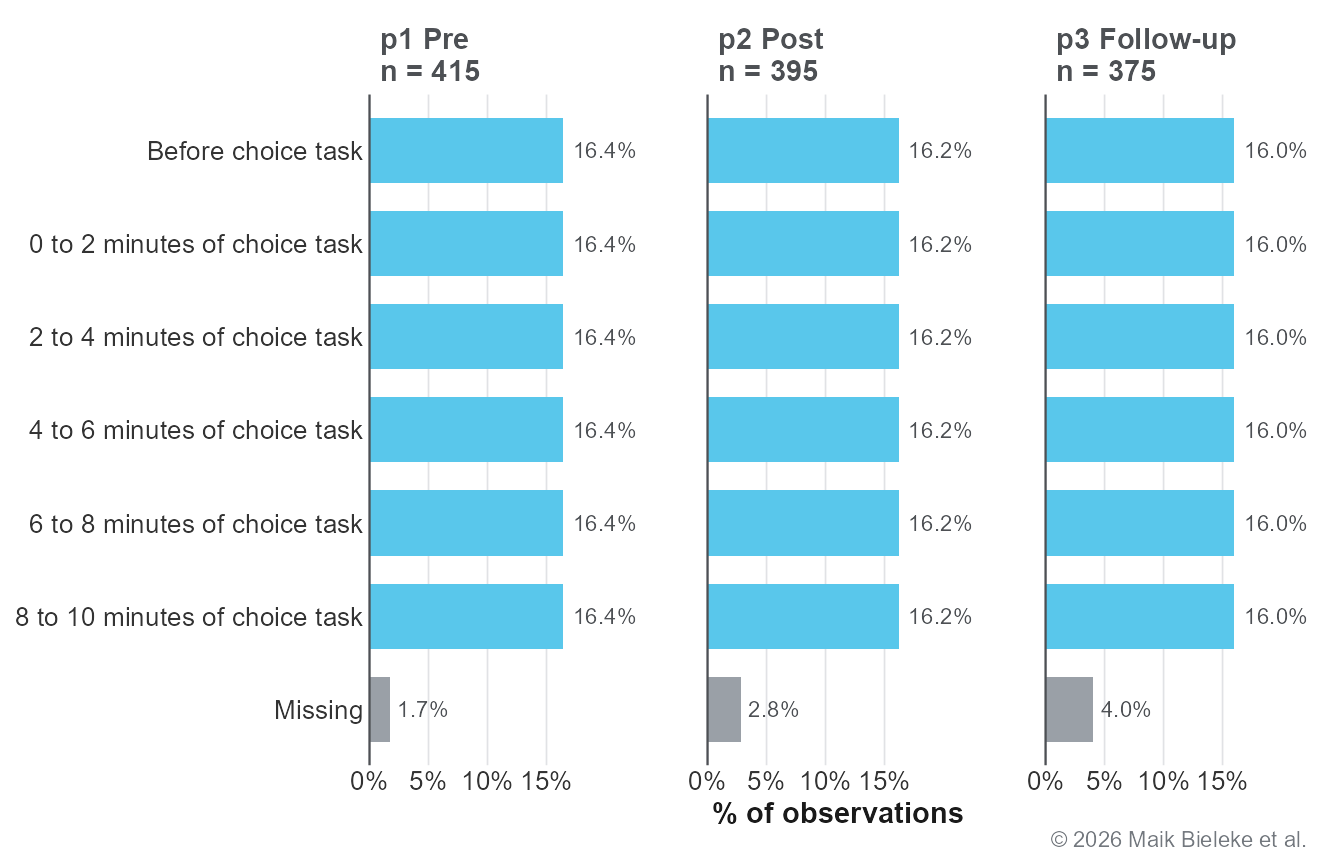 p1 Pre
n = 415
p2 Post
n = 395
p3 Follow-up
n = 375
Before choice task 16.4% 16.2% 16.0%
0 to 2 minutes of choice task 16.4% 16.2% 16.0%
2 to 4 minutes of choice task 16.4% 16.2% 16.0%
4 to 6 minutes of choice task 16.4% 16.2% 16.0%
6 to 8 minutes of choice task 16.4% 16.2% 16.0%
8 to 10 minutes of choice task 16.4% 16.2% 16.0%
Missing 1.7% 2.8% 4.0%
0% 5% 10% 15% 0% 5% 10% 15% 0% 5% 10% 15%
% of observations
© 2026 Maik Bieleke et al.